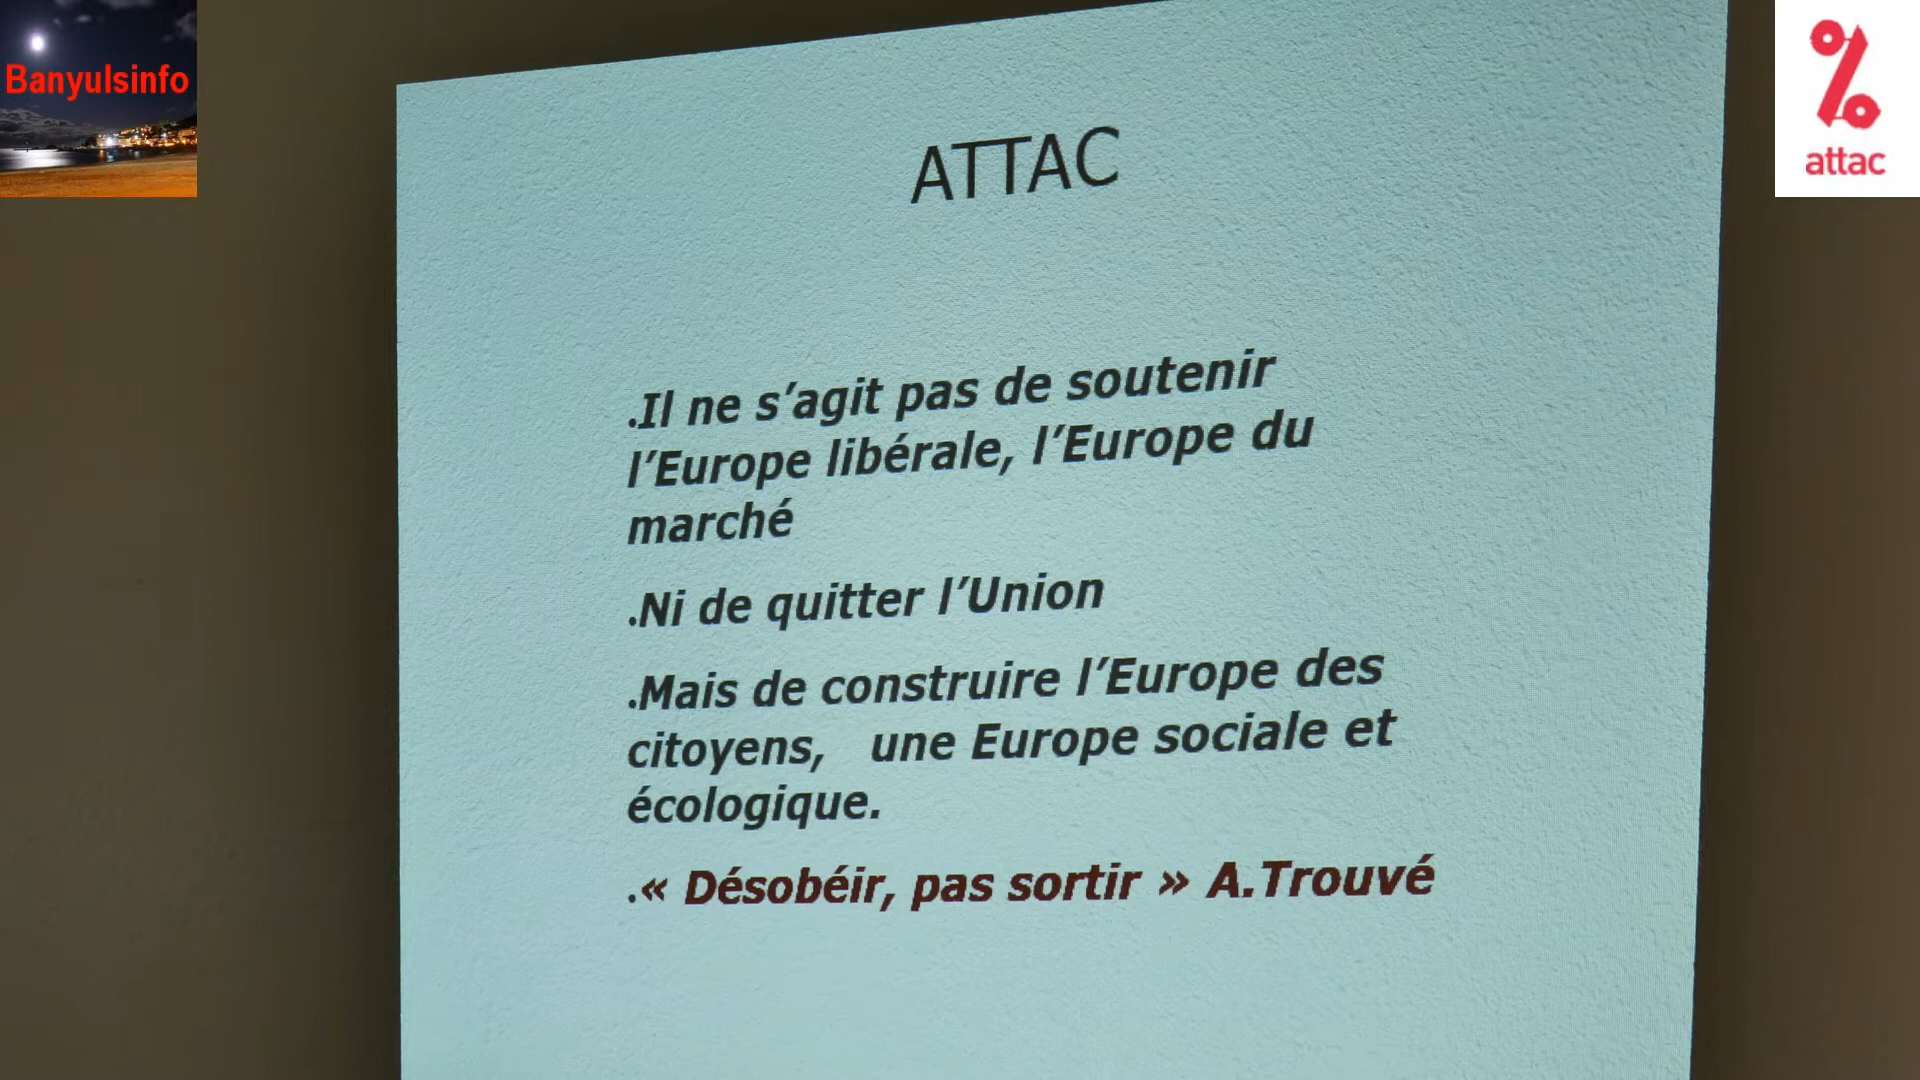 Banyulsinfo
attac
ATTAC
.Il ne s’agit pas de soutenir
l’Europe libérale, l’Europe du
marché
.Ni de quitter l’Union
.Mais de construire l’Europe des
citoyens, une Europe sociale et
écologique.
.« Désobéir, pas sortir » A.Trouvé